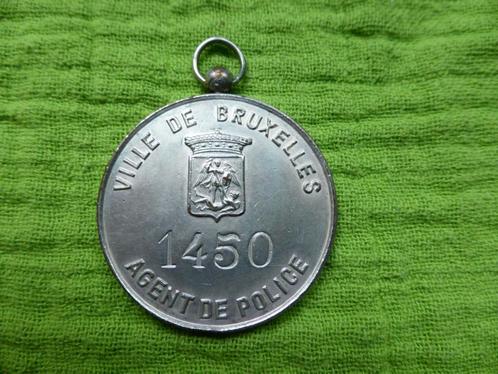 VILLE DE BRUXELLES
1450
AGENT DE POLICE